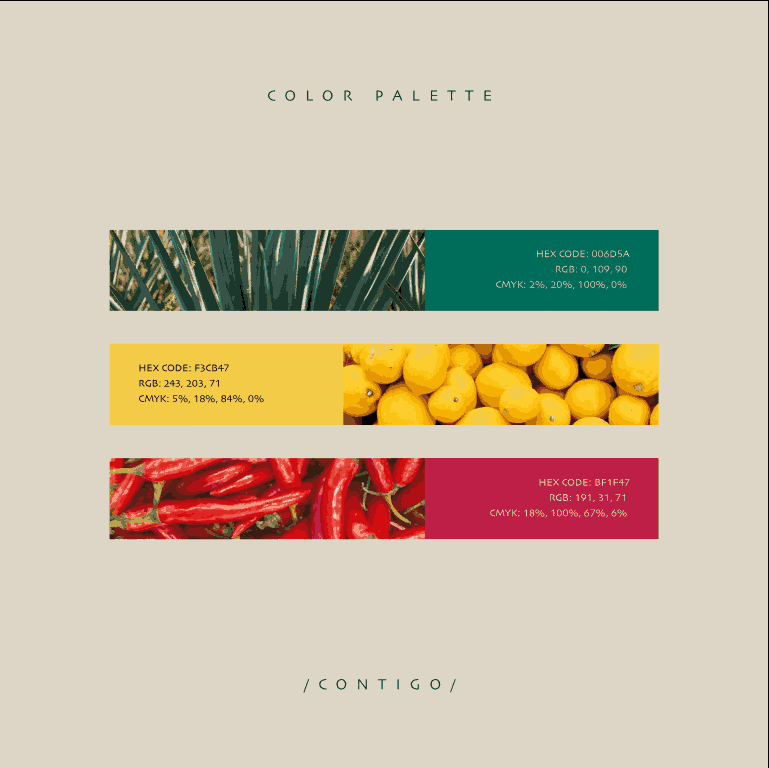 COLOR PALETTE
HEX CODE: 006D5A
RGB: 0, 109, 90
CMYK: 2%, 20%, 100%, 0%
HEX CODE: F3CB47
RGB: 243, 203, 71
CMYK: 5%, 18%, 84%, 0%
HEX CODE: BF1F47
RGB: 191, 31, 71
CMYK: 18%, 100%, 67%, 6%
/CONTIGO/